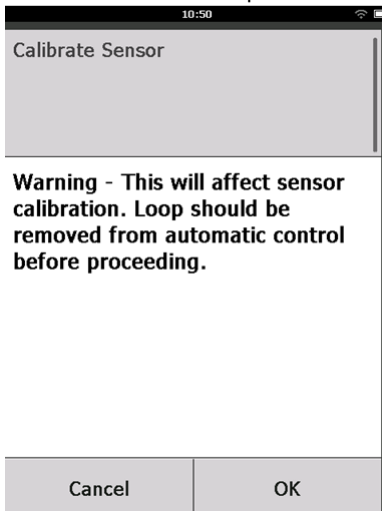 10:50
Calibrate Sensor
Warning - This will affect sensor
calibration. Loop should be
removed from automatic control
before proceeding.
Cancel
OK